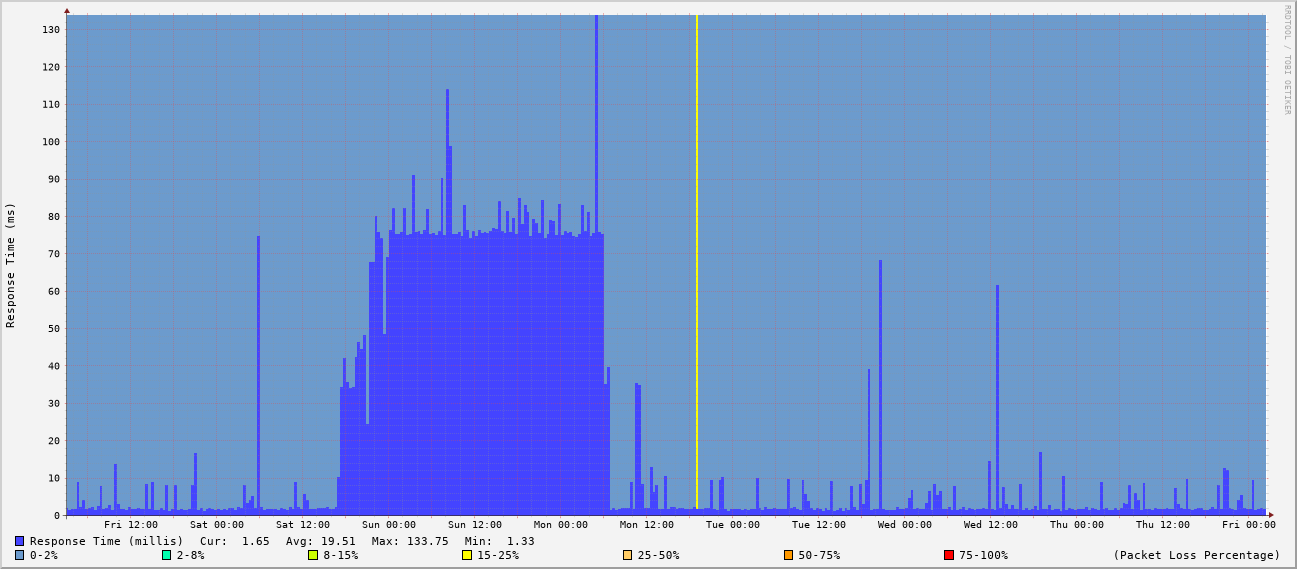 RRDTOOL / TOBI OETIKER
Response Time (ms)
130
120
110
100
90
80
70
60
50
40
30
20
10
0
Fri 12:00 Sat 00:00 Sat 12:00 Sun 00:00 Sun 12:00 Mon 00:00 Mon 12:00 Tue 00:00 Tue 12:00 Wed 00:00 Wed 12:00 Thu 00:00 Thu 12:00 Fri 00:00
Response Time (millis) Cur: 1.65 Avg: 19.51 Max: 133.75 Min: 1.33
0-2% 2-8% 8-15% 15-25% 25-50% 50-75% 75-100% (Packet Loss Percentage)